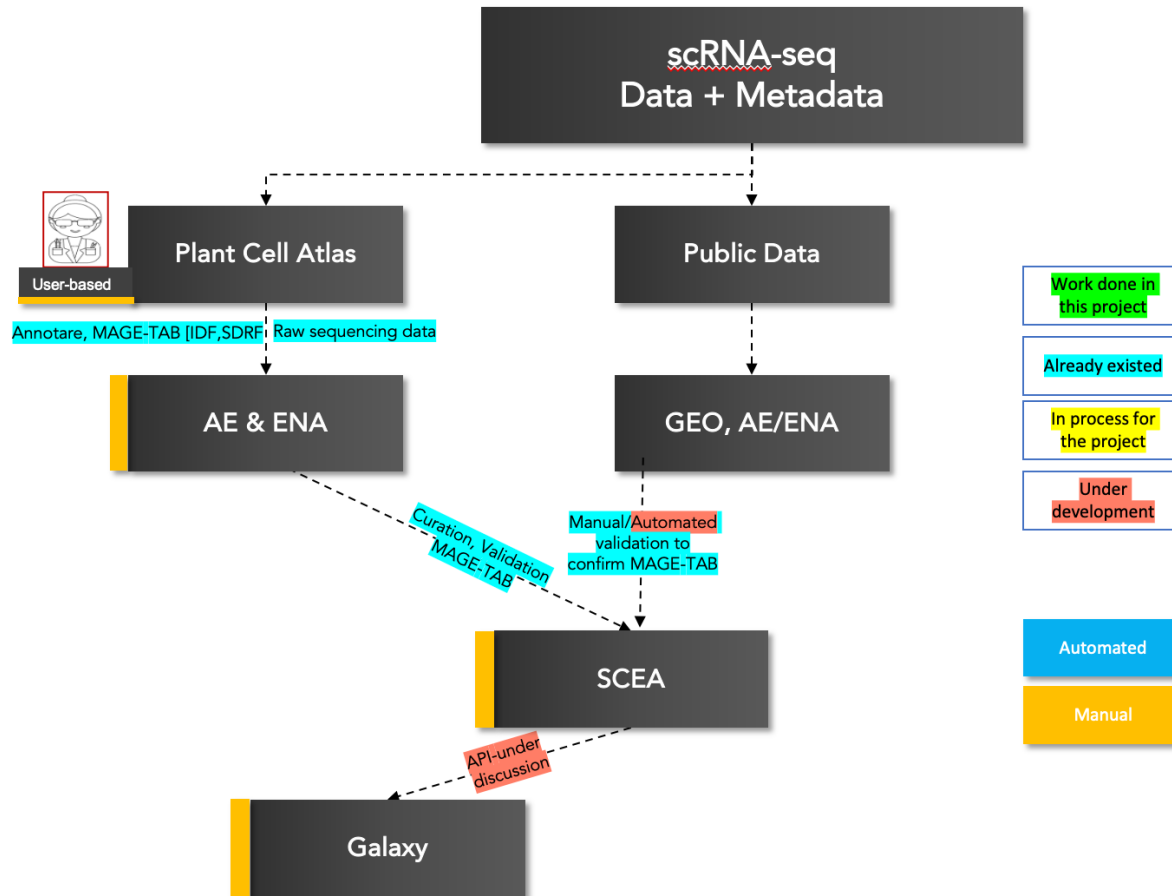 scRNA-seq
Data + Metadata
Plant Cell Atlas
Public Data
User-based
Annotare, MAGE-TAB [IDF,SDRF
Raw sequencing data
AE & ENA
GEO, AE/ENA
Curation, Validation
MAGE-TAB
Manual/Automated
validation to
confirm MAGE-TAB
SCEA
API-under
discussion
Galaxy
Work done in
this project
Already existed
In process for
the project
Under
development
Automated
Manual